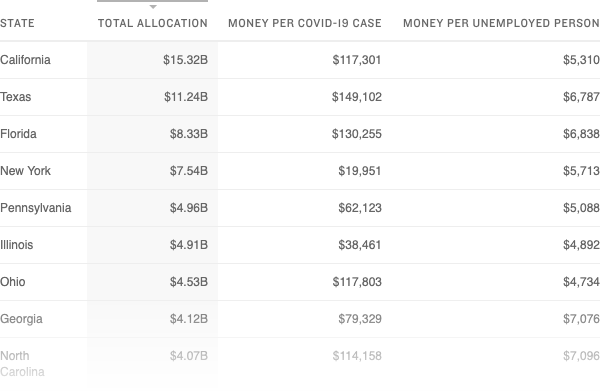 STATE TOTAL ALLOCATION MONEY PER COVID-19 CASE MONEY PER UNEMPLOYED PERSON
California $15.32B $117,301 $5,310
Texas $11.24B $149,102 $6,787
Florida $8.33B $130,255 $6,838
New York $7.54B $19,951 $5,713
Pennsylvania $4.96B $62,123 $5,088
Illinois $4.91B $38,461 $4,892
Ohio $4.53B $117,803 $4,734
Georgia $4.12B $79,329 $7,076
North $4.07B $114,158 $7,096
Carolina